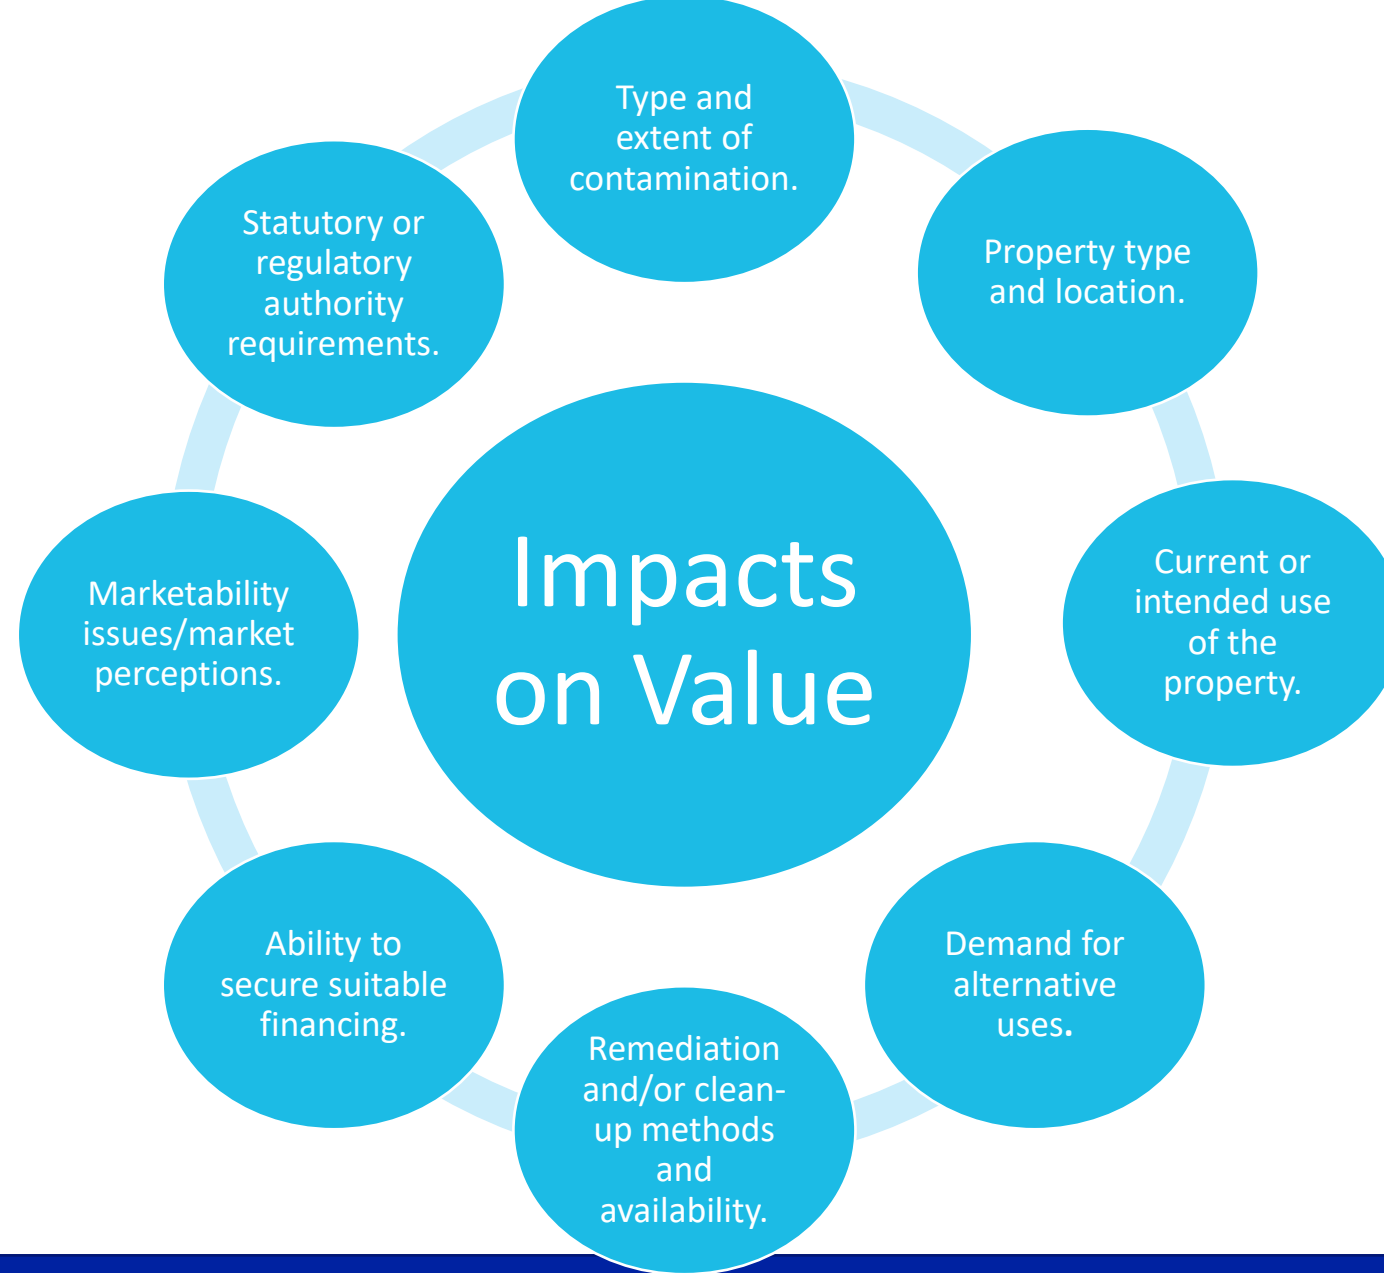 Type and
extent of
contamination.
Property type
and location.
Current or
intended use
of the
property.
Demand for
alternative
uses.
Remediation
and/or clean-
up methods
and
availability.
Ability to
secure suitable
financing.
Marketability
issues/market
perceptions.
Statutory or
regulatory
authority
requirements.
Impacts
on Value